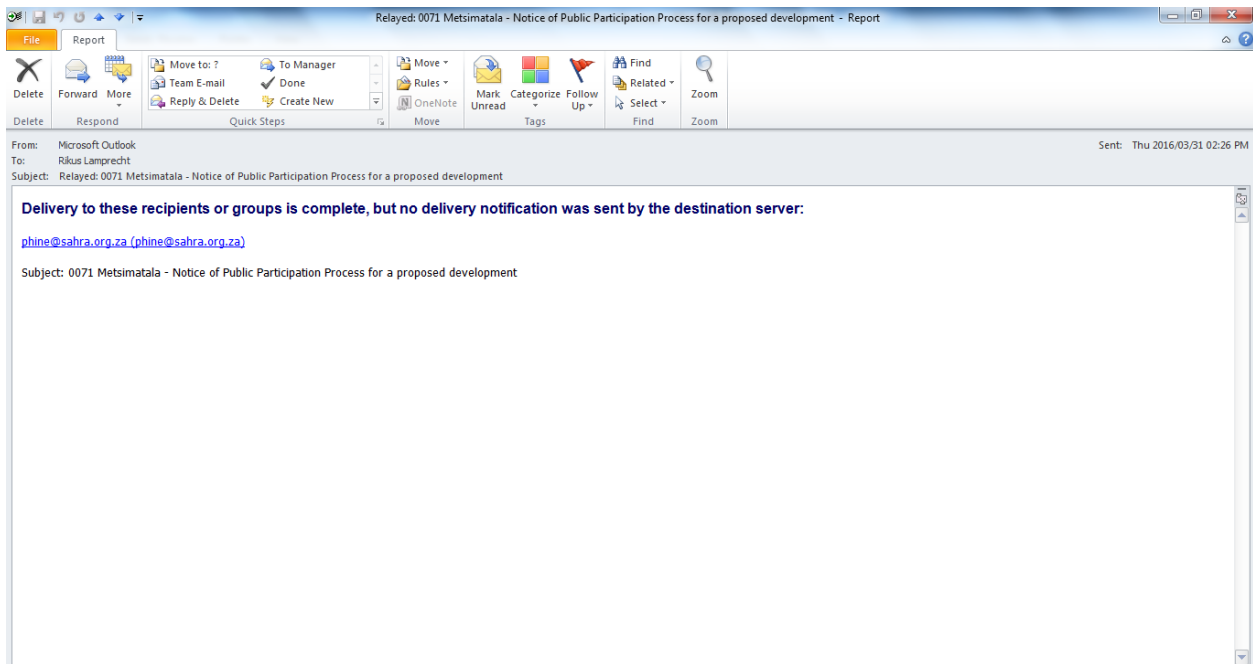 Relayed: 0071 Metsimatala - Notice of Public Participation Process for a proposed development - Report
File Report
Move to: ? To Manager Move Find
Team E-mail Done Rules Related
Delete Forward More Reply & Delete Create New OneNote Mark Unread Categorize Follow Up Select Zoom
Delete Respond Quick Steps Move Tags Find Zoom
From: Microsoft Outlook Sent: Thu 2016/03/31 02:26 PM
To: Rikus Lamprecht
Subject: Relayed: 0071 Metsimatala - Notice of Public Participation Process for a proposed development
Delivery to these recipients or groups is complete, but no delivery notification was sent by the destination server:
phine@sahra.org.za (phine@sahra.org.za)
Subject: 0071 Metsimatala - Notice of Public Participation Process for a proposed development